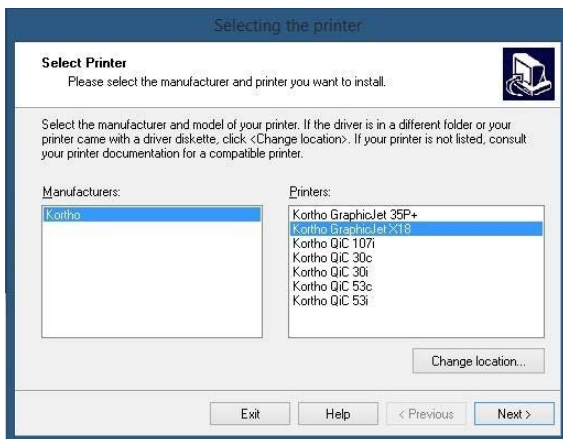 Selecting the printer
Select Printer
Please select the manufacturer and printer you want to install.
Select the manufacturer and model of your printer. If the driver is in a different folder or your
printer came with a driver diskette, click <Change location>. If your printer is not listed, consult
your printer documentation for a compatible printer.
Manufacturers:
Kortho
Printers:
Kortho GraphicJet 35P+
Kortho GraphicJet X18
Kortho QiC 107i
Kortho QiC 30c
Kortho QiC 30i
Kortho QiC 53c
Kortho QiC 53i
Change location...
Exit
Help
< Previous
Next >